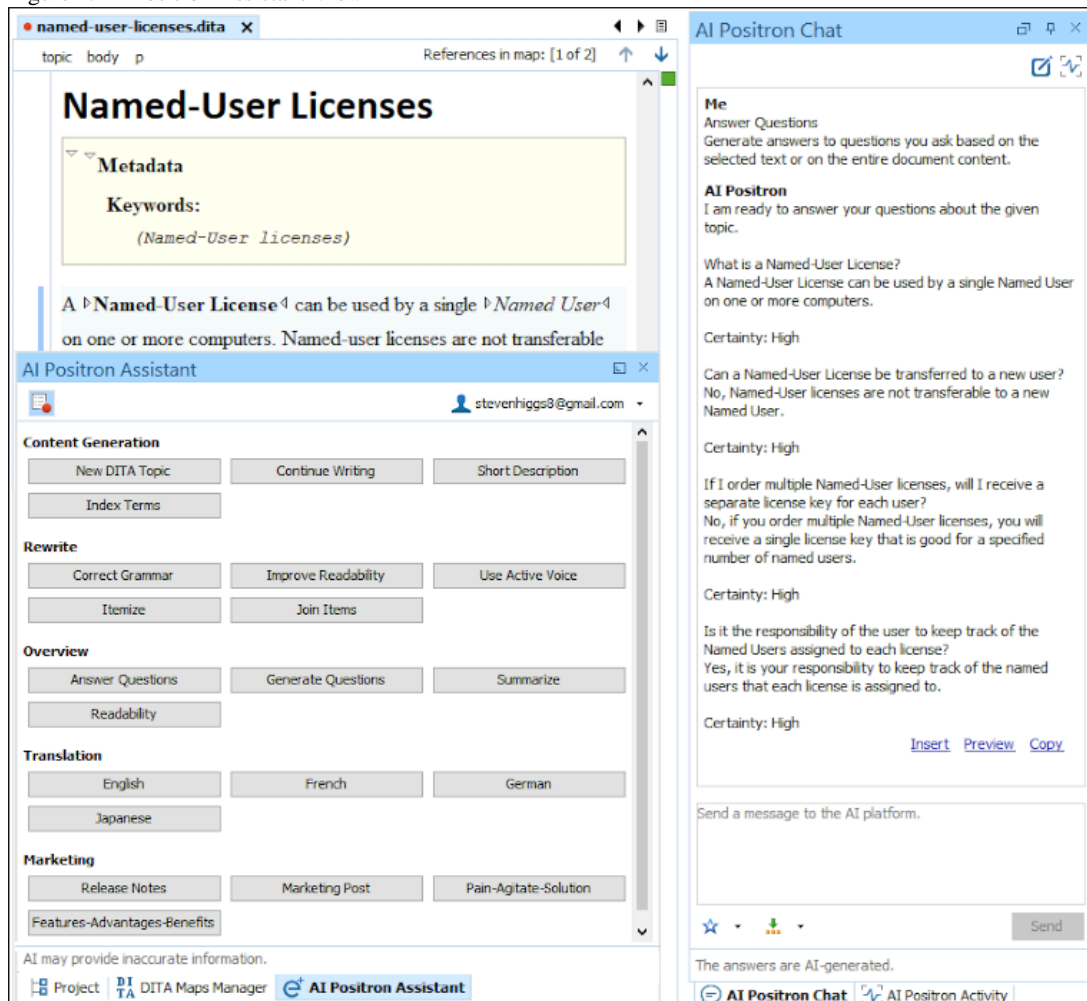 named-user-licenses.dita
topic body p
References in map: [1 of 2]
Named-User Licenses
Metadata
Keywords:
(Named-User licenses)
A Named-User License can be used by a single Named User
on one or more computers. Named-user licenses are not transferable
AI Positron Assistant
stevenhiggs8@gmail.com
Content Generation
New DITA Topic
Continue Writing
Short Description
Index Terms
Rewrite
Correct Grammar
Improve Readability
Use Active Voice
Itemize
Join Items
Overview
Answer Questions
Generate Questions
Summarize
Readability
Translation
English
French
German
Japanese
Marketing
Release Notes
Marketing Post
Pain-Agitate-Solution
Features-Advantages-Benefits
AI may provide inaccurate information.
Project
DITA Maps Manager
AI Positron Assistant
AI Positron Chat
Me
Answer Questions
Generate answers to questions you ask based on the
selected text or on the entire document content.
AI Positron
I am ready to answer your questions about the given
topic.
What is a Named-User License?
A Named-User License can be used by a single Named User
on one or more computers.
Certainty: High
Can a Named-User License be transferred to a new user?
No, Named-User licenses are not transferable to a new
Named User.
Certainty: High
If I order multiple Named-User licenses, will I receive a
separate license key for each user?
No, if you order multiple Named-User licenses, you will
receive a single license key that is good for a specified
number of named users.
Certainty: High
Is it the responsibility of the user to keep track of the
Named Users assigned to each license?
Yes, it is your responsibility to keep track of the named
users that each license is assigned to.
Certainty: High
Insert Preview Copy
Send a message to the AI platform.
Send
The answers are AI-generated.
AI Positron Chat
AI Positron Activity